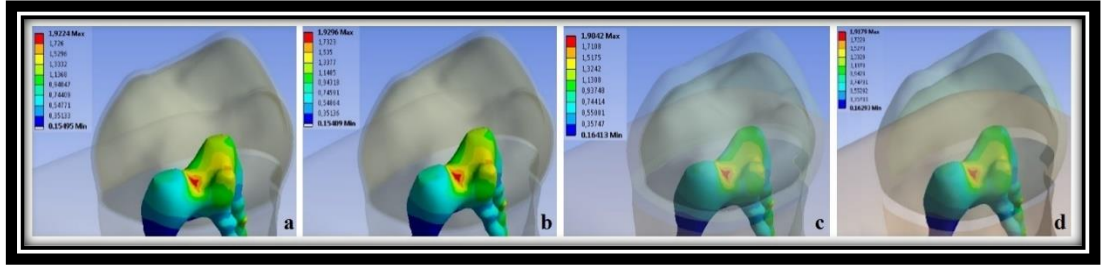 1,9224 Max
1,726
1,5296
1,3332
1,1368
0,94047
0,74409
0,54771
0,35133
0.15495 Min
a
1,9296 Max
1,7323
1,535
1,3377
1,1405
0,94318
0,74591
0,54864
0,35136
0.15409 Min
b
1,9042 Max
1,7108
1,5175
1,3242
1,1308
0,93748
0,74414
0,55081
0,35747
0.16413 Min
c
1,9379 Max
0.16293 Min
d